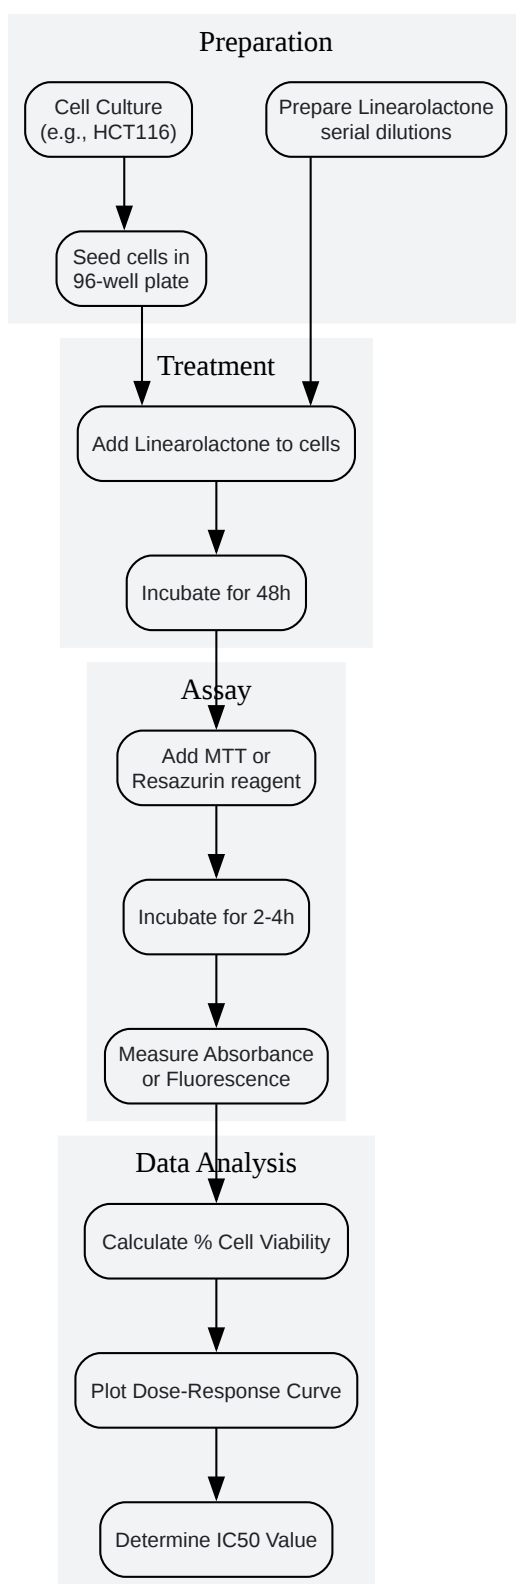 Preparation
Cell Culture
(e.g., HCT116)
Prepare Linearolactone
serial dilutions
Seed cells in
96-well plate
Treatment
Add Linearolactone to cells
Incubate for 48h
Assay
Add MTT or
Resazurin reagent
Incubate for 2-4h
Measure Absorbance
or Fluorescence
Data Analysis
Calculate % Cell Viability
Plot Dose-Response Curve
Determine IC50 Value